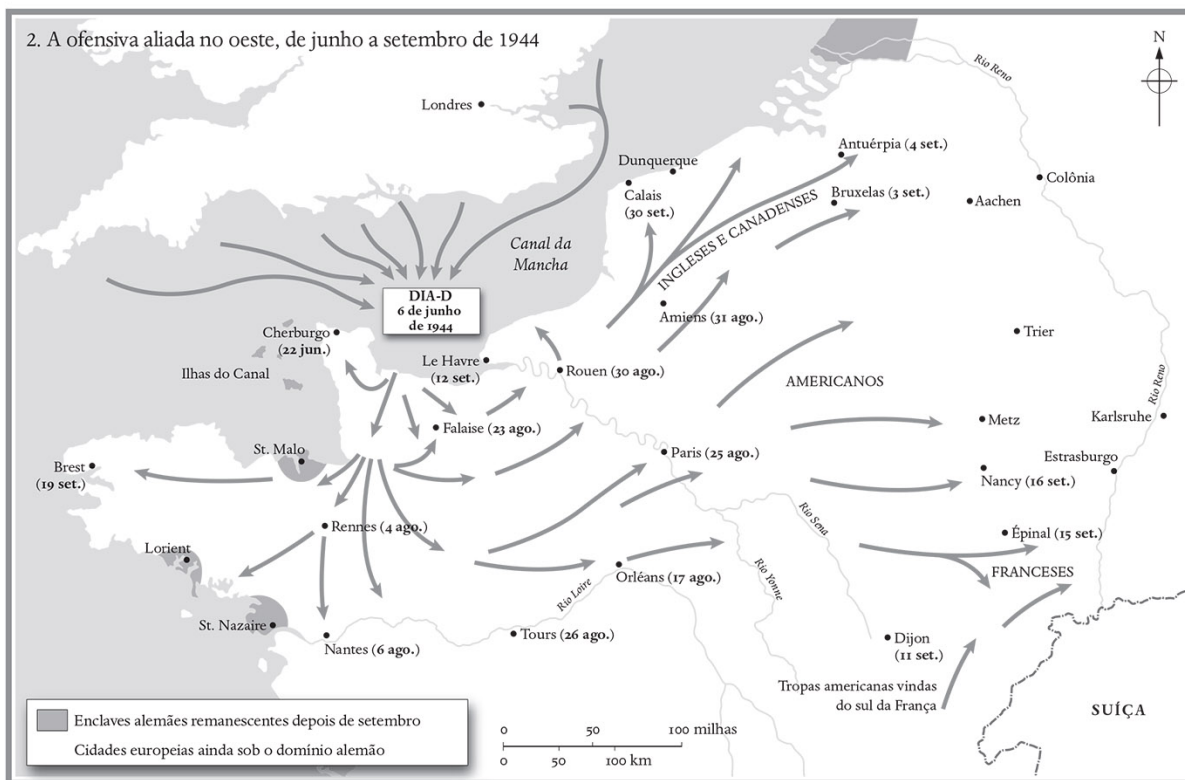 2. A ofensiva aliada no oeste, de junho a setembro de 1944
N
Rio Reno
Londres
Antuérpia (4 set.)
Dunquerque
Colônia
Calais
(30 set.)
Bruxelas (3 set.)
Aachen
Canal da
Mancha
INGLESES E CANADENSES
DIA-D
6 de junho
de 1944
Amiens (31 ago.)
Cherburgo
(22 jun.)
Trier
Le Havre
(12 set.)
Rouen (30 ago.)
Ilhas do Canal
AMERICANOS
Rio Reno
Metz
Karlsruhe
Falaise (23 ago.)
St. Malo
Paris (25 ago.)
Estrasburgo
Brest
(19 set.)
Nancy (16 set.)
Rio Sena
Rennes (4 ago.)
Épinal (15 set.)
Lorient
FRANCESES
Orléans (17 ago.)
Rio Yonne
Rio Loire
St. Nazaire
Nantes (6 ago.)
Tours (26 ago.)
Dijon
(11 set.)
Tropas americanas vindas
do sul da França
SUÍÇA
Enclaves alemães remanescentes depois de setembro
Cidades europeias ainda sob o domínio alemão
0 50 100 milhas
0 50 100 km